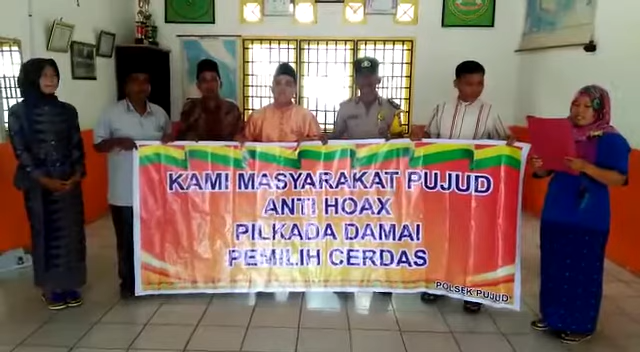 KAMI MASYARAKAT PUJUD
ANTI HOAX
PILKADA DAMAI
PEMILIH CERDAS
POLSEK PUJUD